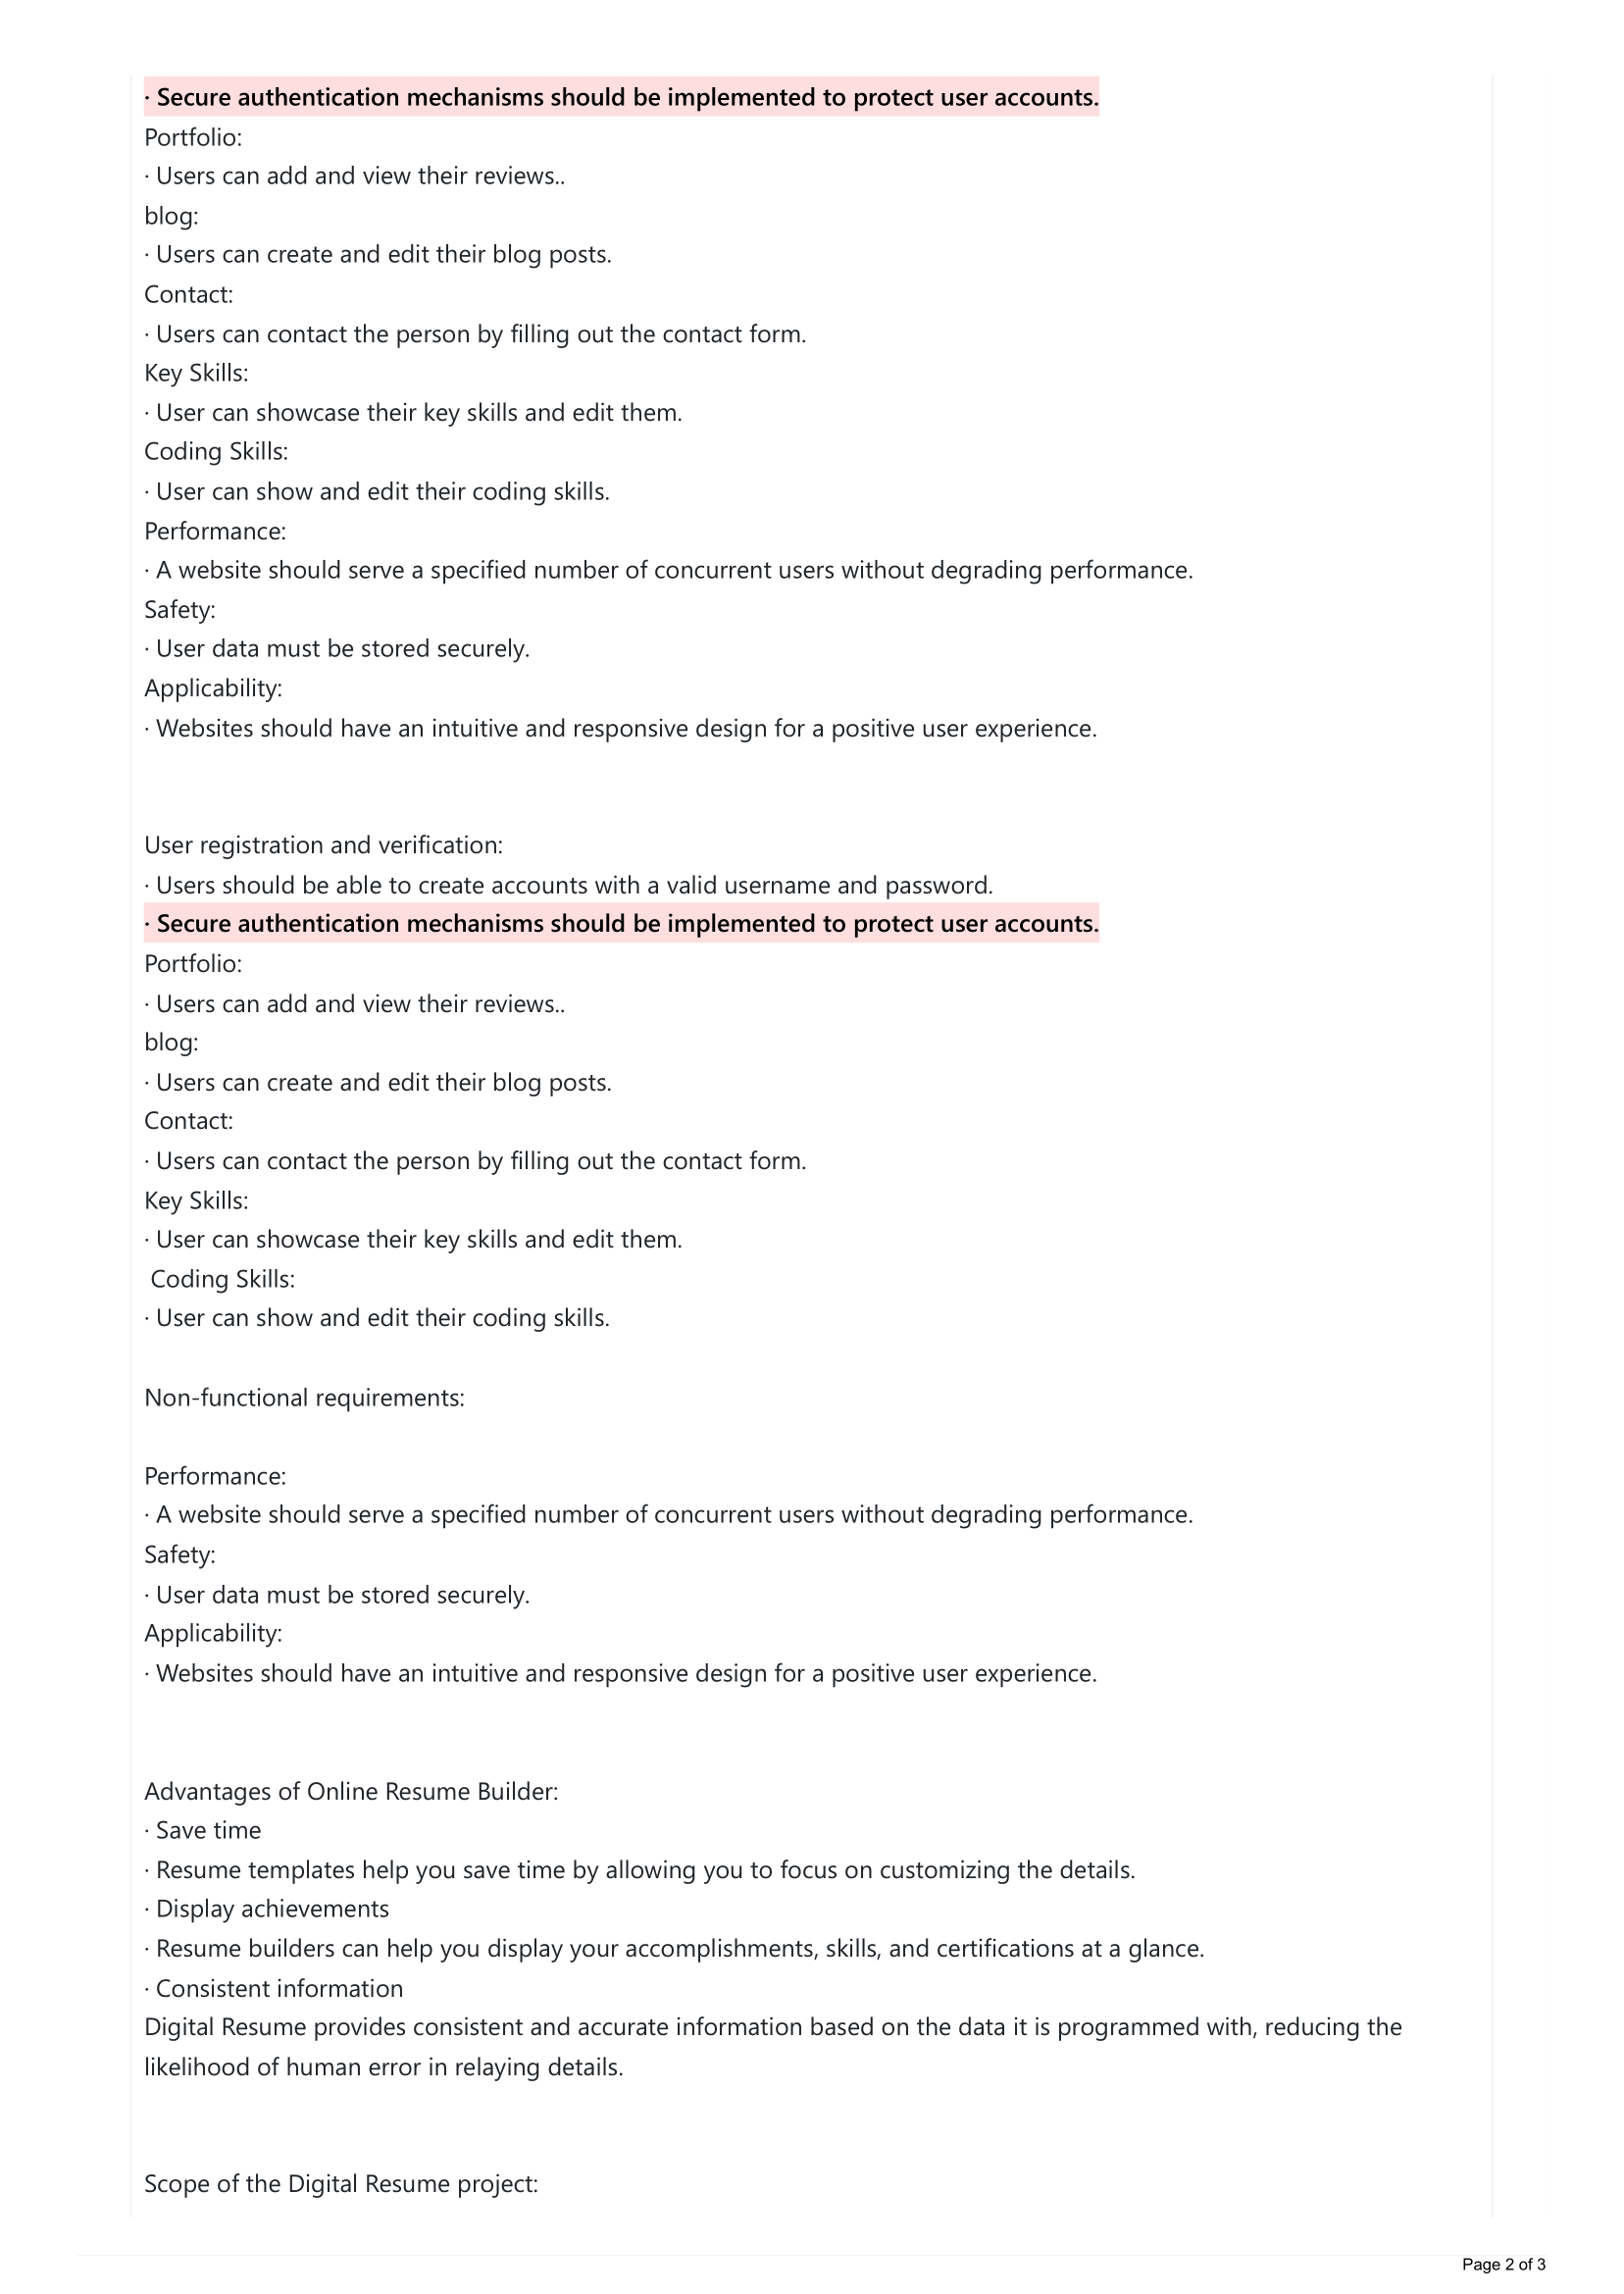 · Secure authentication mechanisms should be implemented to protect user accounts.
Portfolio:
· Users can add and view their reviews..
blog:
· Users can create and edit their blog posts.
Contact:
· Users can contact the person by filling out the contact form.
Key Skills:
· User can showcase their key skills and edit them.
Coding Skills:
· User can show and edit their coding skills.
Performance:
· A website should serve a specified number of concurrent users without degrading performance.
Safety:
· User data must be stored securely.
Applicability:
· Websites should have an intuitive and responsive design for a positive user experience.
User registration and verification:
· Users should be able to create accounts with a valid username and password.
· Secure authentication mechanisms should be implemented to protect user accounts.
Portfolio:
· Users can add and view their reviews..
blog:
· Users can create and edit their blog posts.
Contact:
· Users can contact the person by filling out the contact form.
Key Skills:
· User can showcase their key skills and edit them.
Coding Skills:
· User can show and edit their coding skills.
Non-functional requirements:
Performance:
· A website should serve a specified number of concurrent users without degrading performance.
Safety:
· User data must be stored securely.
Applicability:
· Websites should have an intuitive and responsive design for a positive user experience.
Advantages of Online Resume Builder:
· Save time
· Resume templates help you save time by allowing you to focus on customizing the details.
· Display achievements
· Resume builders can help you display your accomplishments, skills, and certifications at a glance.
· Consistent information
Digital Resume provides consistent and accurate information based on the data it is programmed with, reducing the
likelihood of human error in relaying details.
Scope of the Digital Resume project:
Page 2 of 3